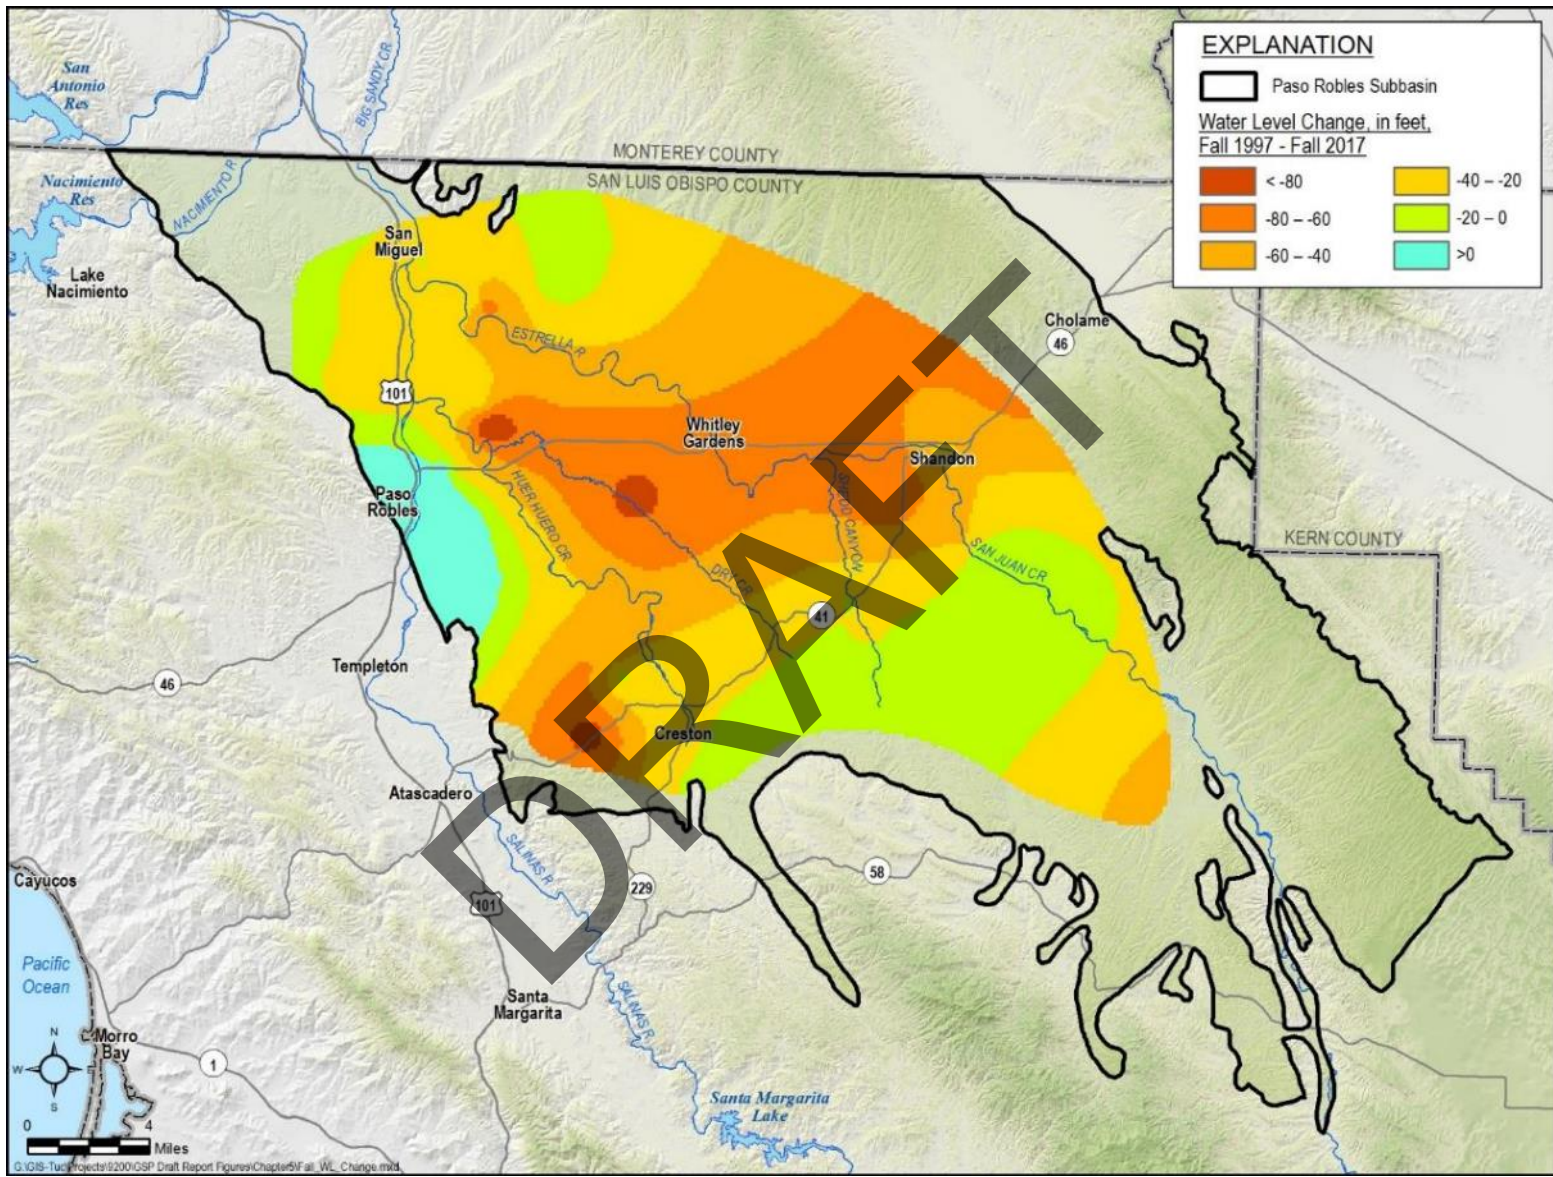 EXPLANATION
Paso Robles Subbasin
Water Level Change, in feet,
Fall 1997 - Fall 2017
< -80
-80 – -60
-60 – -40
-40 – -20
-20 – 0
>0
San
Antonio
Res
BIG SANDY CR.
MONTEREY COUNTY
SAN LUIS OBISPO COUNTY
Nacimiento
Res
NACIMIENTO R
San
Miguel
Lake
Nacimiento
Cholame
46
ESTRELLA R
101
Whitley
Gardens
Shandon
Paso
Robles
HUER HUERO CR
CANYON
KERN COUNTY
SAN JUAN CR
DRY CR
41
Templeton
46
Creston
Atascadero
SALINAS R
58
229
101
Cayucos
Pacific
Ocean
Santa
Margarita
SALINAS R
Morro
Bay
N
W
E
S
1
0
4
Miles
Santa Margarita
Lake
DRAFT